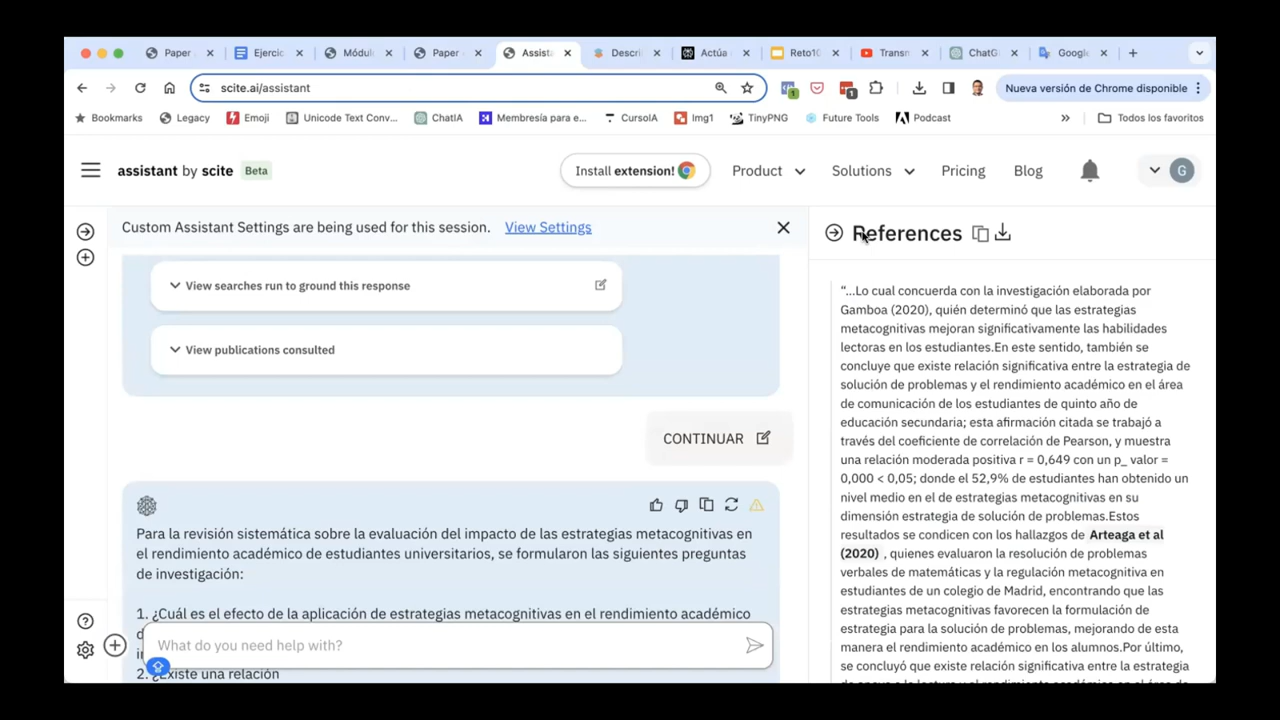 Paper
Ejercic
Módul
Paper
Assista
Descri
Actúa
Reto10
Transn
ChatG
Google
scite.ai/assistant
Nueva versión de Chrome disponible
Bookmarks
Legacy
Emoji
Unicode Text Conv...
ChatIA
Membresía para e...
CursoIA
Img1
TinyPNG
Future Tools
Podcast
Todos los favoritos
assistant by scite
Beta
Install extension!
Product
Solutions
Pricing
Blog
G
Custom Assistant Settings are being used for this session. View Settings
View searches run to ground this response
View publications consulted
CONTINUAR
Para la revisión sistemática sobre la evaluación del impacto de las estrategias metacognitivas en
el rendimiento académico de estudiantes universitarios, se formularon las siguientes preguntas
de investigación:
1. ¿Cuál es el efecto de la aplicación de estrategias metacognitivas en el rendimiento académico
What do you need help with?
2. ¿Existe una relación
References
“...Lo cual concuerda con la investigación elaborada por
Gamboa (2020), quién determinó que las estrategias
metacognitivas mejoran significativamente las habilidades
lectoras en los estudiantes.En este sentido, también se
concluye que existe relación significativa entre la estrategia de
solución de problemas y el rendimiento académico en el área
de comunicación de los estudiantes de quinto año de
educación secundaria; esta afirmación citada se trabajó a
través del coeficiente de correlación de Pearson, y muestra
una relación moderada positiva r = 0,649 con un p_ valor =
0,000 < 0,05; donde el 52,9% de estudiantes han obtenido un
nivel medio en el de estrategias metacognitivas en su
dimensión estrategia de solución de problemas.Estos
resultados se condicen con los hallazgos de Arteaga et al
(2020) , quienes evaluaron la resolución de problemas
verbales de matemáticas y la regulación metacognitiva en
estudiantes de un colegio de Madrid, encontrando que las
estrategias metacognitivas favorecen la formulación de
estrategia para la solución de problemas, mejorando de esta
manera el rendimiento académico en los alumnos.Por último,
se concluyó que existe relación significativa entre la estrategia